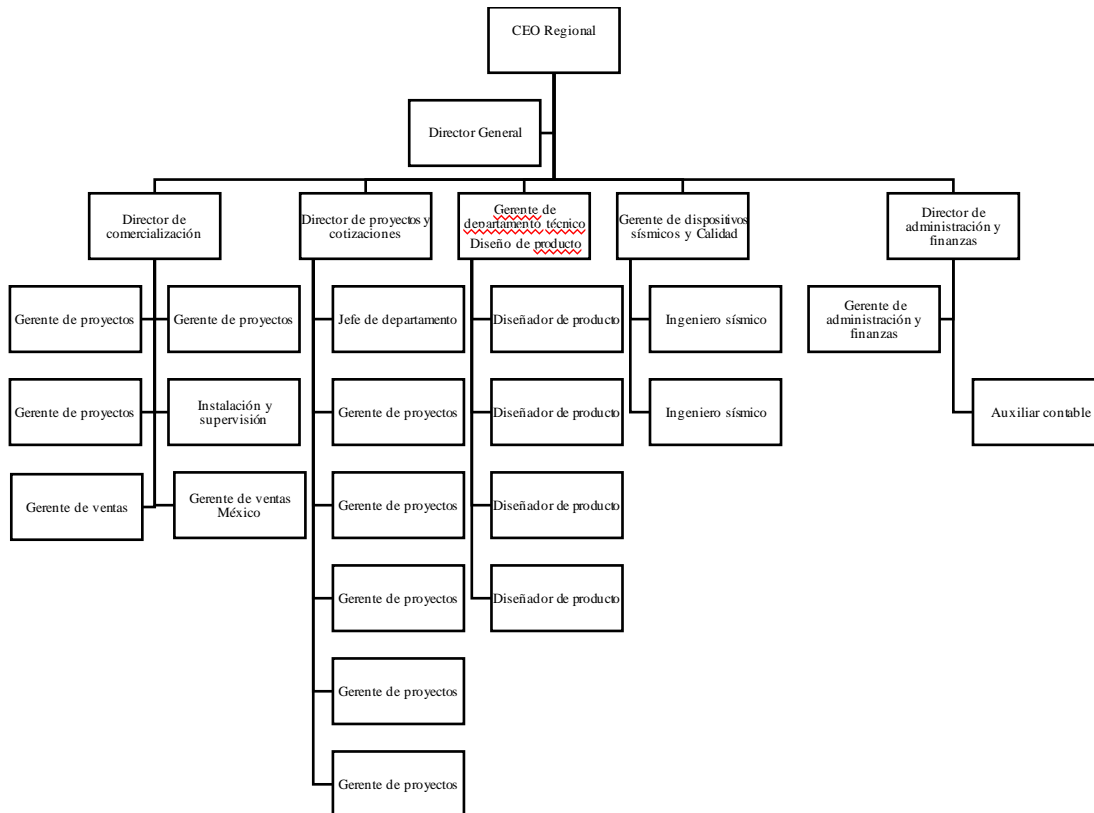 CEO Regional
Director General
Director de
comercialización
Director de proyectos y
cotizaciones
Gerente de
departamento técnico
Diseño de producto
Gerente de dispositivos
sísmicos y Calidad
Director de
administración y
finanzas
Gerente de proyectos
Gerente de proyectos
Jefe de departamento
Diseñador de producto
Ingeniero sísmico
Gerente de
administración y
finanzas
Gerente de proyectos
Instalación y
supervisión
Gerente de proyectos
Diseñador de producto
Ingeniero sísmico
Auxiliar contable
Gerente de ventas
Gerente de ventas
México
Gerente de proyectos
Diseñador de producto
Gerente de proyectos
Diseñador de producto
Gerente de proyectos
Gerente de proyectos